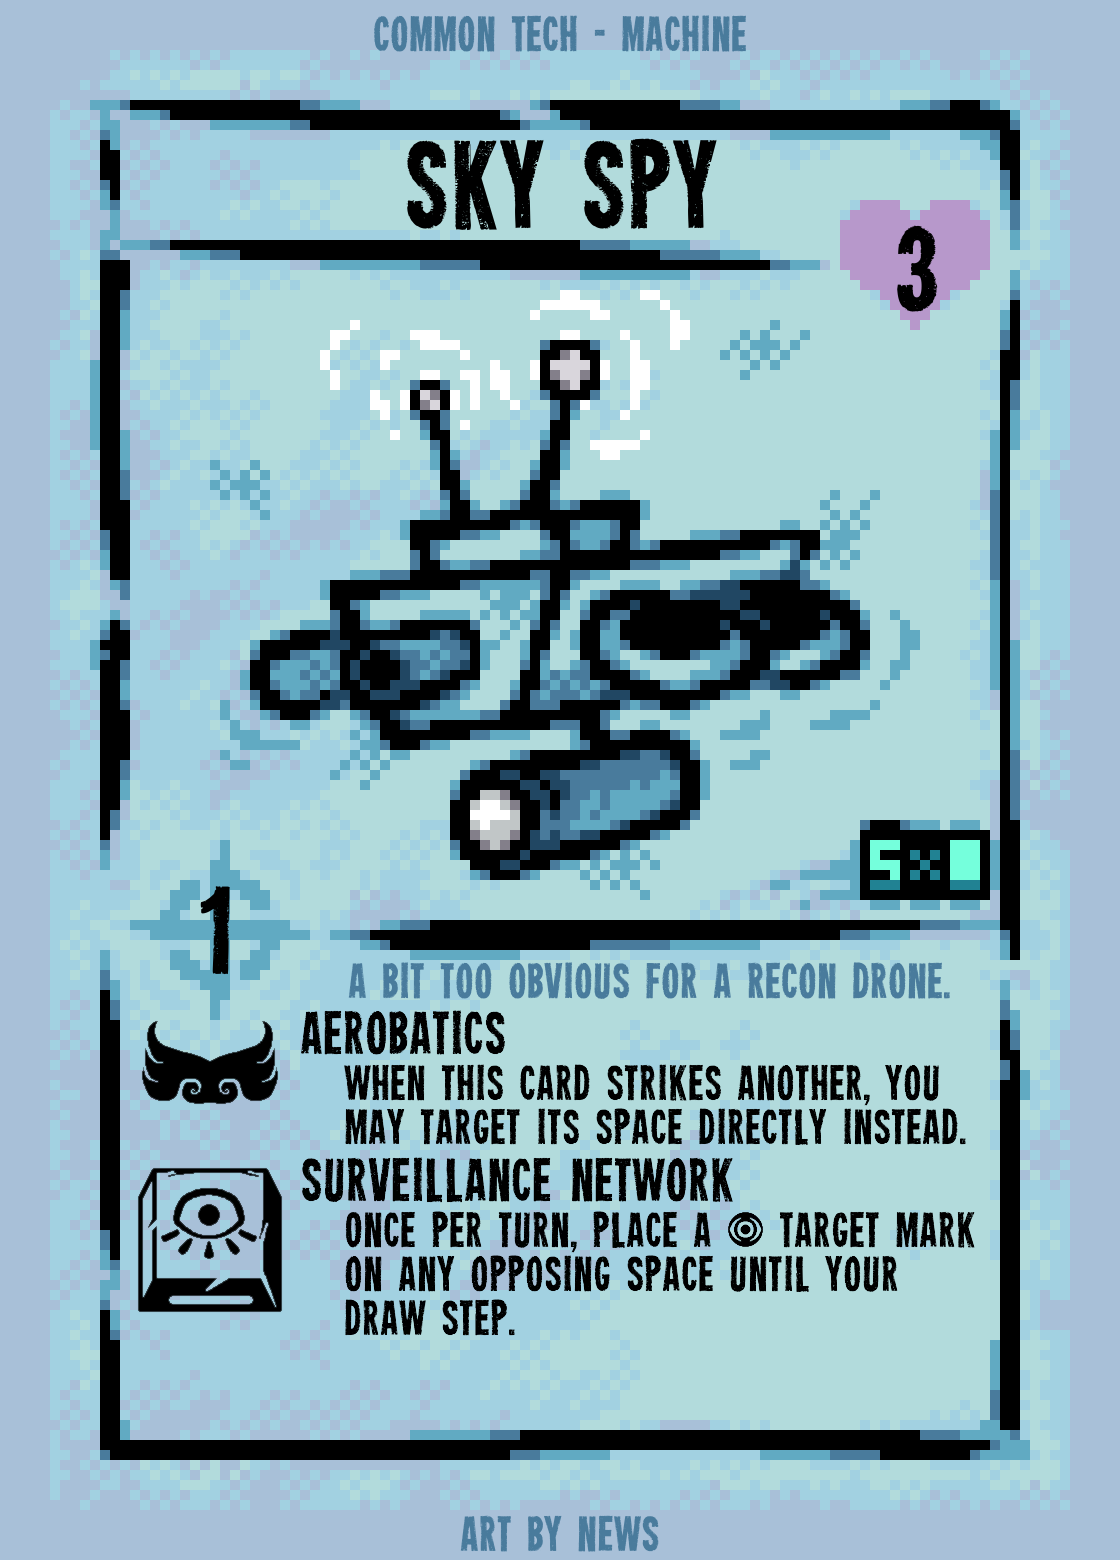 COMMON TECH - MACHINE
SKY SPY
3
5 x
1
A BIT TOO OBVIOUS FOR A RECON DRONE.
AEROBATICS
WHEN THIS CARD STRIKES ANOTHER, YOU
MAY TARGET ITS SPACE DIRECTLY INSTEAD.
SURVEILLANCE NETWORK
ONCE PER TURN, PLACE A TARGET MARK
ON ANY OPPOSING SPACE UNTIL YOUR
DRAW STEP.
ART BY NEWS